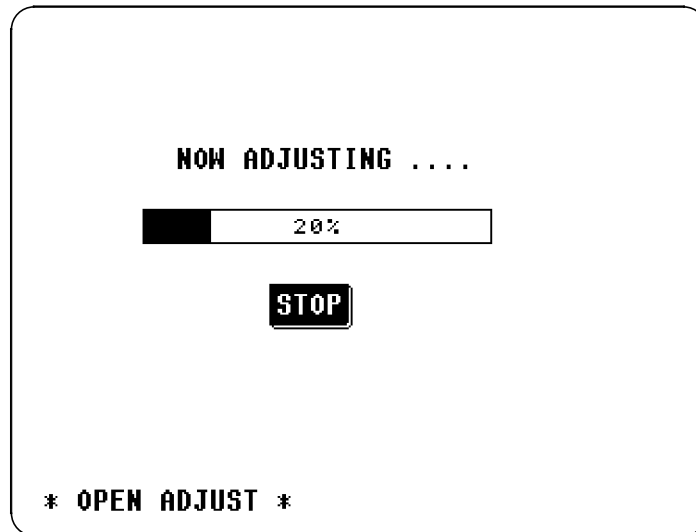 NOW ADJUSTING ....
20%
STOP
* OPEN ADJUST *